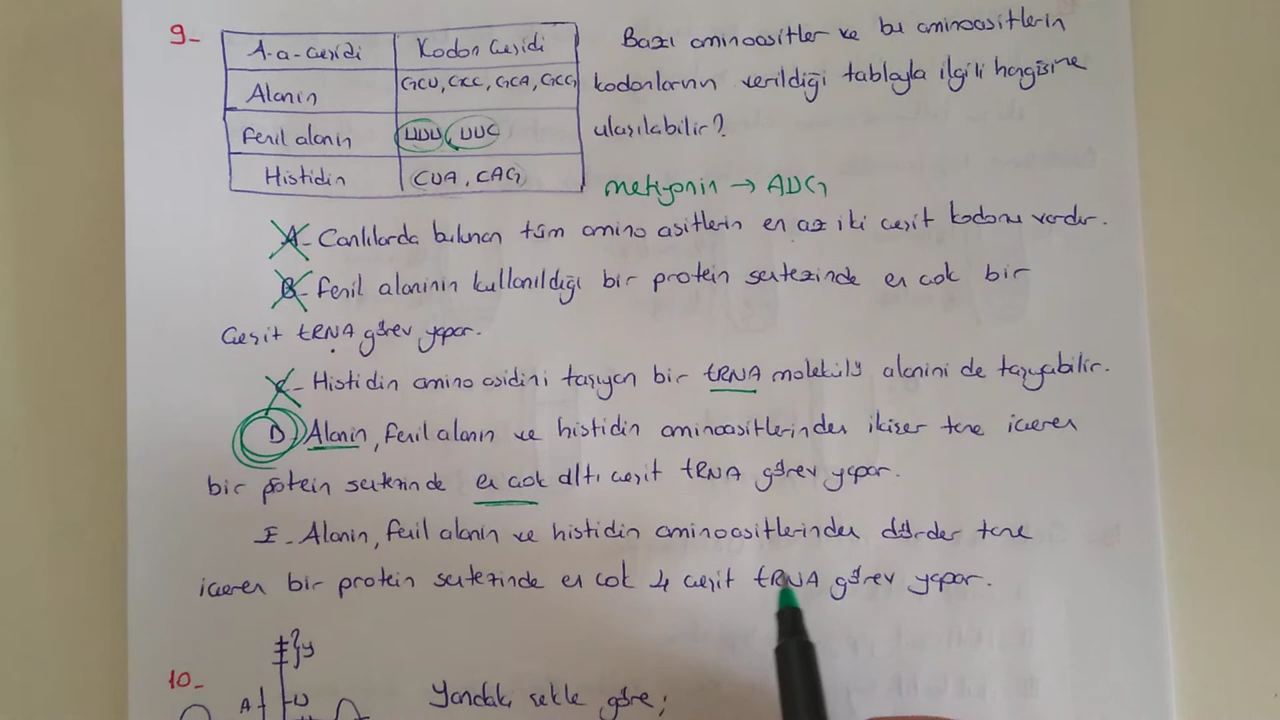 9-
A.a. çeşidi Kodon çeşidi
Alanin GCU, GCC, GCA, GCG
Fenil alanin UUU, UUC
Histidin CUA, CAG
Bazı aminoasitler ve bu aminoasitlerin
kodonlarının verildiği tabloyla ilgili hangisine
ulaşılabilir?
metiyonin → AUG
A- Canlılarda bulunan tüm amino asitlerin en az iki çeşit kodonu vardır.
B- Fenil alaninin kullanıldığı bir protein sentezinde en çok bir
çeşit tRNA görev yapar.
C- Histidin amino asidini taşıyan bir tRNA molekülü alanini de taşıyabilir.
D- Alanin, fenil alanin ve histidin aminoasitlerinden ikişer tane içeren
bir protein sentezinde en çok altı çeşit tRNA görev yapar.
E- Alanin, fenil alanin ve histidin aminoasitlerinden dörder tane
içeren bir protein sentezinde en çok 4 çeşit tRNA görev yapar.
y
10-
A U
Yandaki şekle göre;